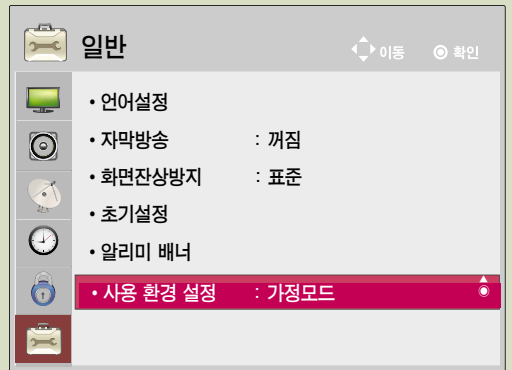 일반
이동 확인
• 언어설정
• 자막방송 : 꺼짐
• 화면잔상방지 : 표준
• 초기설정
• 알리미 배너
• 사용 환경 설정 : 가정모드